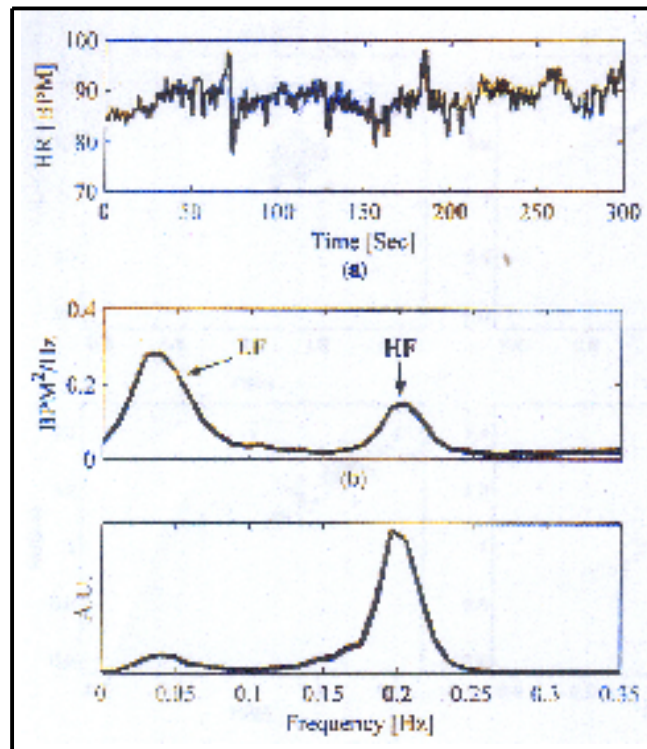 100
HR [BPM]
90
80
70
0 50 100 150 200 250 300
Time [Sec]
(a)
0.4
BPM²/Hz
0.2
0
LF
HF
(b)
A.U.
0 0.05 0.1 0.15 0.2 0.25 0.3 0.35
Frequency [Hz]